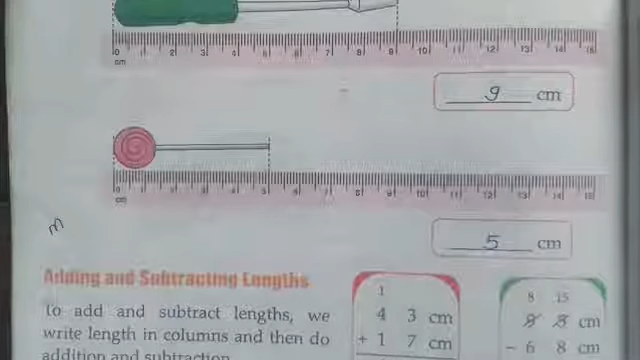 0 1 2 3 4 5 6 7 8 9 10 11 12 13 14 15
cm
9 cm
0 1 2 3 4 5 6 7 8 9 10 11 12 13 14 15
cm
m
5 cm
Adding and Subtracting Lengths
To add and subtract lengths, we
write length in columns and then do
addition and subtraction.
1
4 3 cm
+ 1 7 cm
8 15
9 5 cm
- 6 8 cm